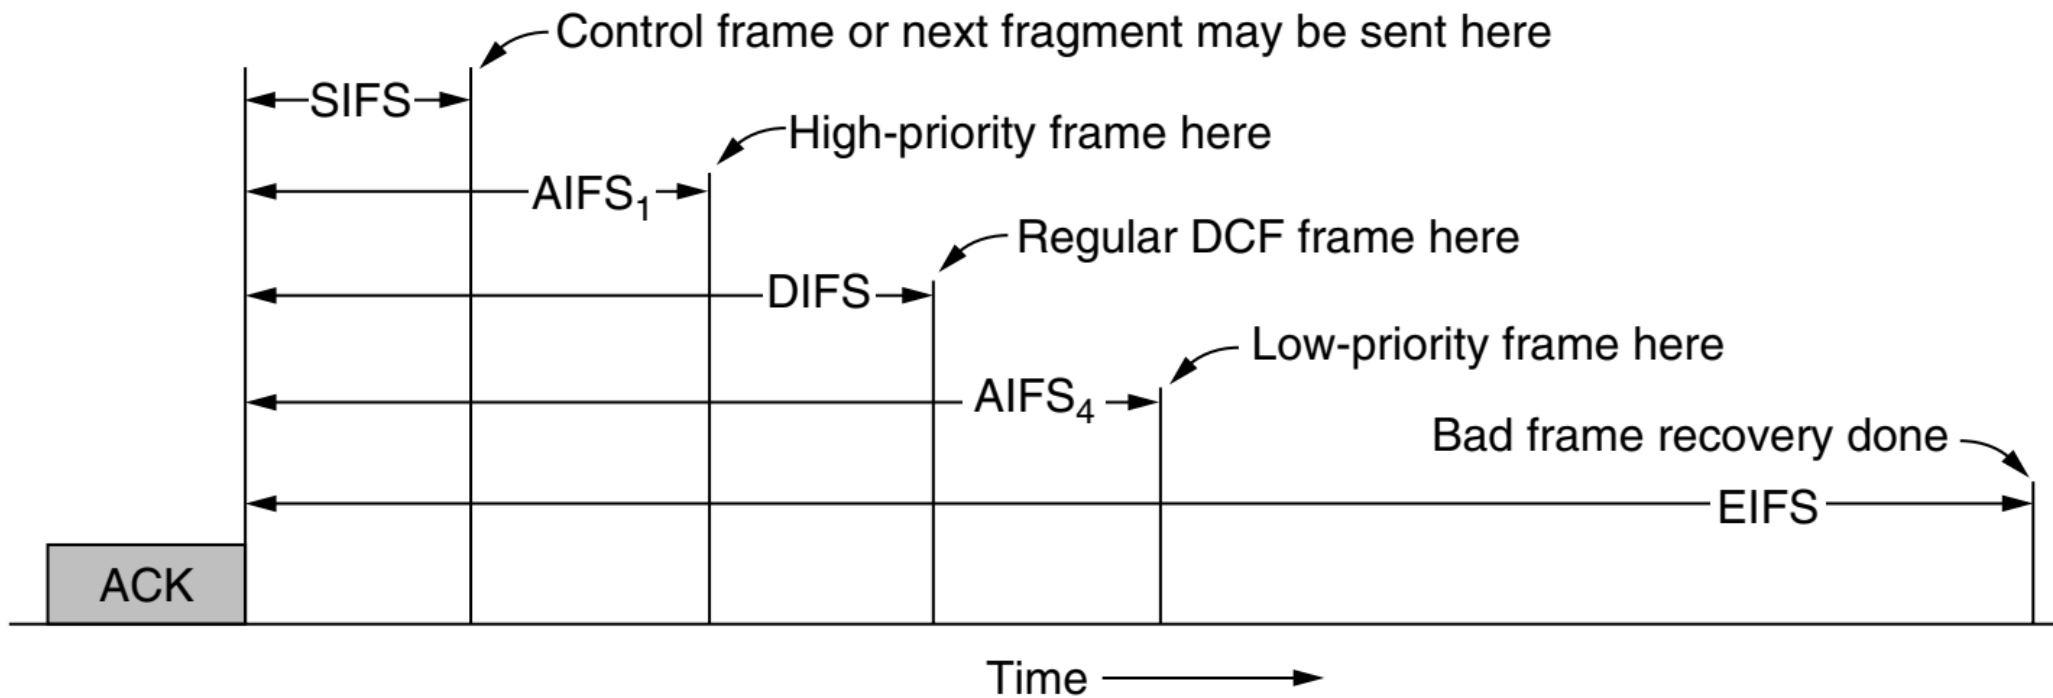 Control frame or next fragment may be sent here
SIFS
High-priority frame here
AIFS₁
Regular DCF frame here
DIFS
Low-priority frame here
AIFS₄
Bad frame recovery done
EIFS
ACK
Time